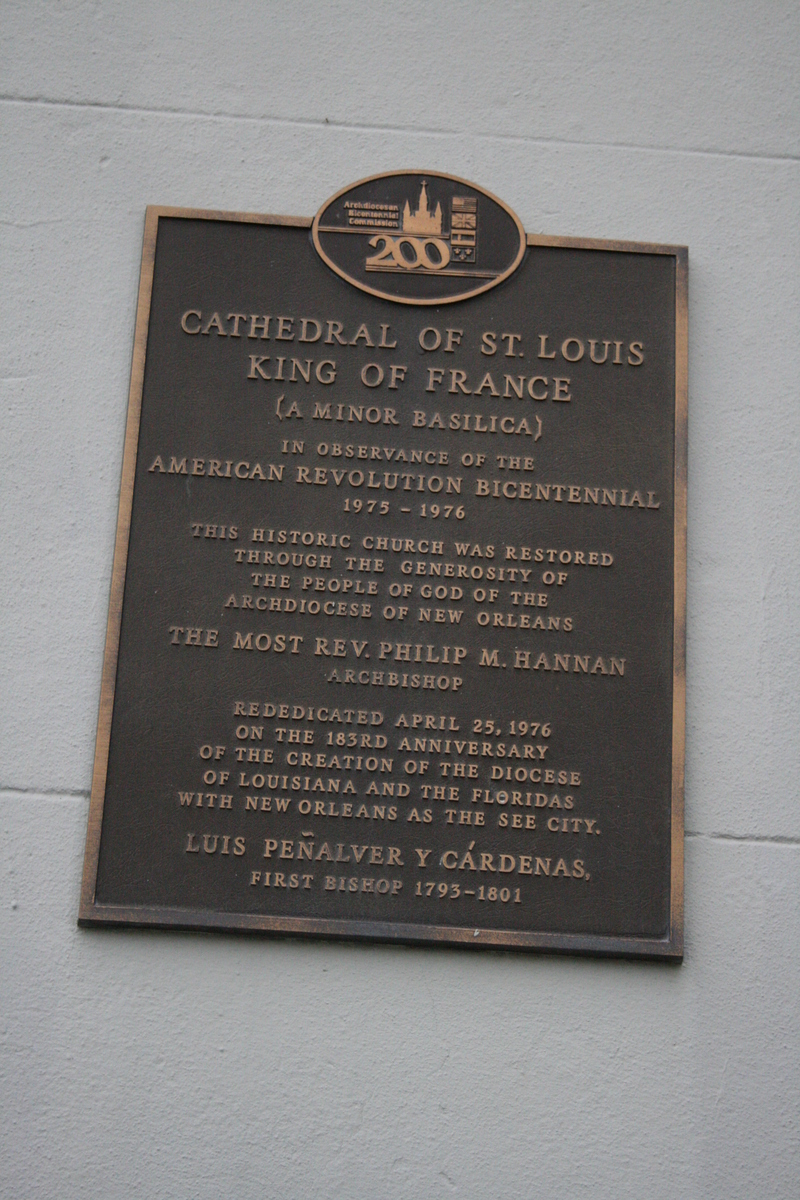 Archdiocesan
Bicentennial
Commission
200
CATHEDRAL OF ST. LOUIS
KING OF FRANCE
(A MINOR BASILICA)
IN OBSERVANCE OF THE
AMERICAN REVOLUTION BICENTENNIAL
1975 – 1976
THIS HISTORIC CHURCH WAS RESTORED
THROUGH THE GENEROSITY OF
THE PEOPLE OF GOD OF THE
ARCHDIOCESE OF NEW ORLEANS
THE MOST REV. PHILIP M. HANNAN
ARCHBISHOP
REDEDICATED APRIL 25, 1976
ON THE 183RD ANNIVERSARY
OF THE CREATION OF THE DIOCESE
OF LOUISIANA AND THE FLORIDAS
WITH NEW ORLEANS AS THE SEE CITY.
LUIS PEÑALVER Y CÁRDENAS,
FIRST BISHOP 1793–1801